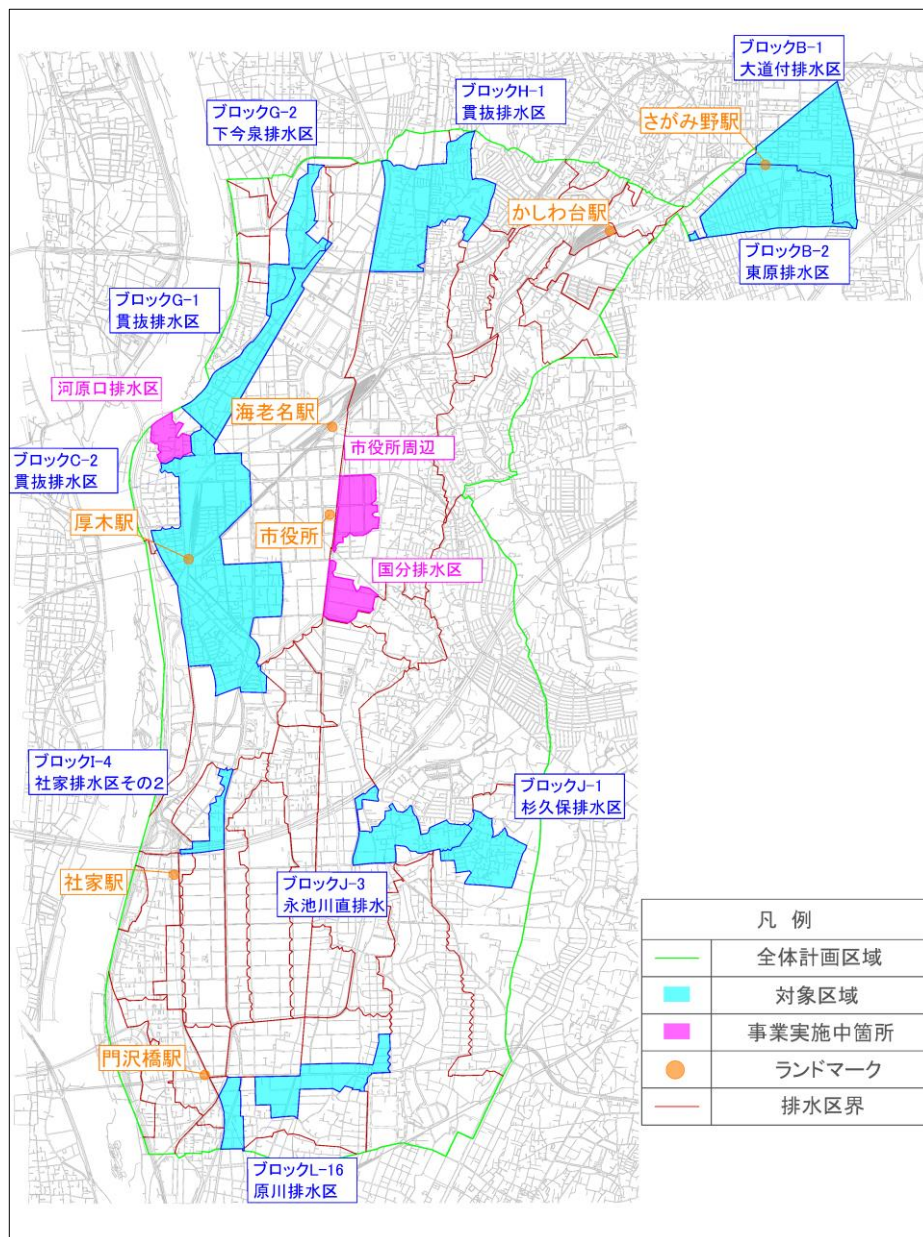 ブロックB-1
大道付排水区
ブロックH-1
貫抜排水区
ブロックG-2
下今泉排水区
さがみ野駅
かしわ台駅
ブロックB-2
東原排水区
ブロックG-1
貫抜排水区
河原口排水区
海老名駅
市役所周辺
ブロックC-2
貫抜排水区
厚木駅
市役所
国分排水区
ブロックI-4
社家排水区その2
ブロックJ-1
杉久保排水区
社家駅
ブロックJ-3
永池川直排水
凡 例
全体計画区域
対象区域
事業実施中箇所
ランドマーク
排水区界
門沢橋駅
ブロックL-16
原川排水区